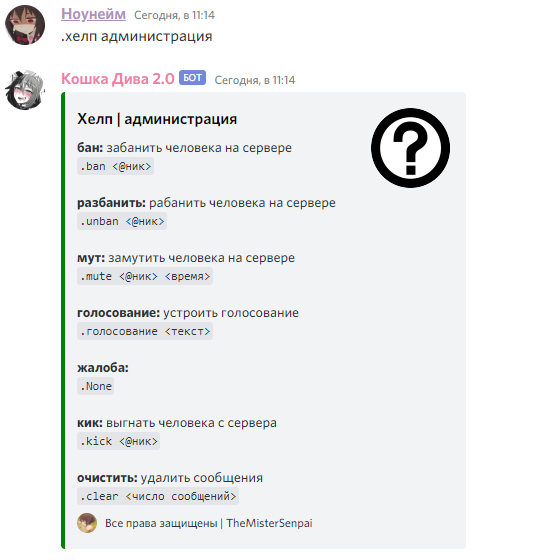 Ноунейм Сегодня, в 11:14
.хелп администрация
Кошка Дива 2.0 БОТ Сегодня, в 11:14
Хелп | администрация
бан: забанить человека на сервере
.ban <@ник>
разбанить: рабанить человека на сервере
.unban <@ник>
мут: замутить человека на сервере
.mute <@ник> <время>
голосование: устроить голосование
.голосование <текст>
жалоба:
.None
кик: выгнать человека с сервера
.kick <@ник>
очистить: удалить сообщения
.clear <число сообщений>
Все права защищены | TheMisterSenpai